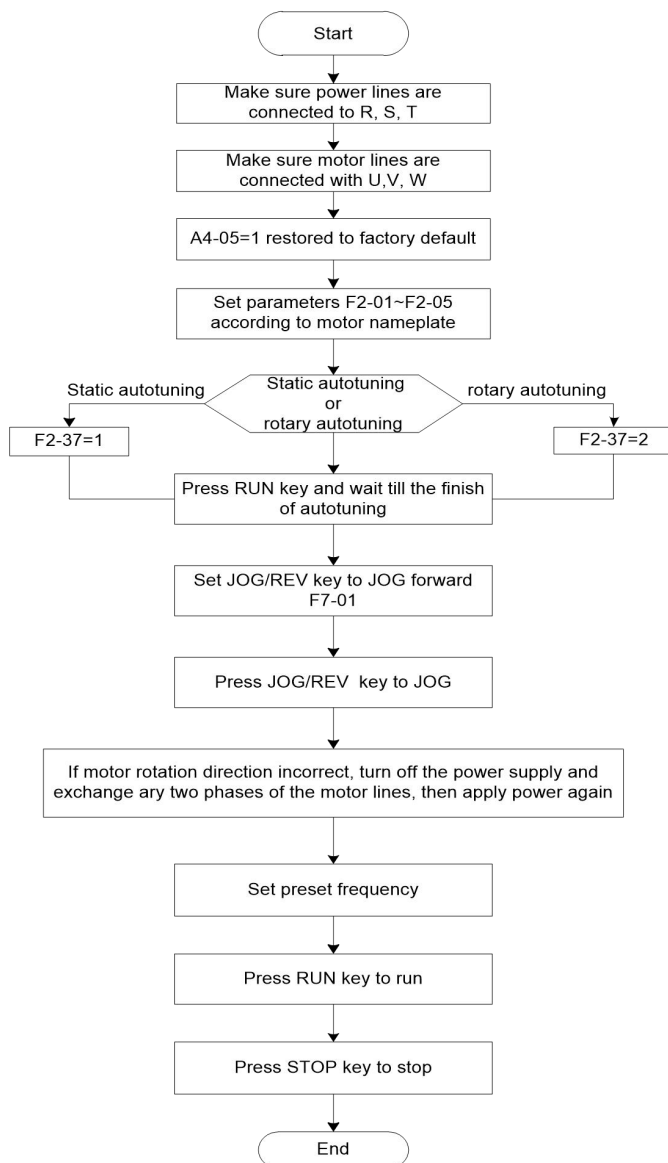 Start
Make sure power lines are
connected to R, S, T
Make sure motor lines are
connected with U,V, W
A4-05=1 restored to factory default
Set parameters F2-01~F2-05
according to motor nameplate
Static autotuning
Static autotuning
or
rotary autotuning
rotary autotuning
F2-37=1
F2-37=2
Press RUN key and wait till the finish
of autotuning
Set JOG/REV key to JOG forward
F7-01
Press JOG/REV key to JOG
If motor rotation direction incorrect, turn off the power supply and
exchange ary two phases of the motor lines, then apply power again
Set preset frequency
Press RUN key to run
Press STOP key to stop
End